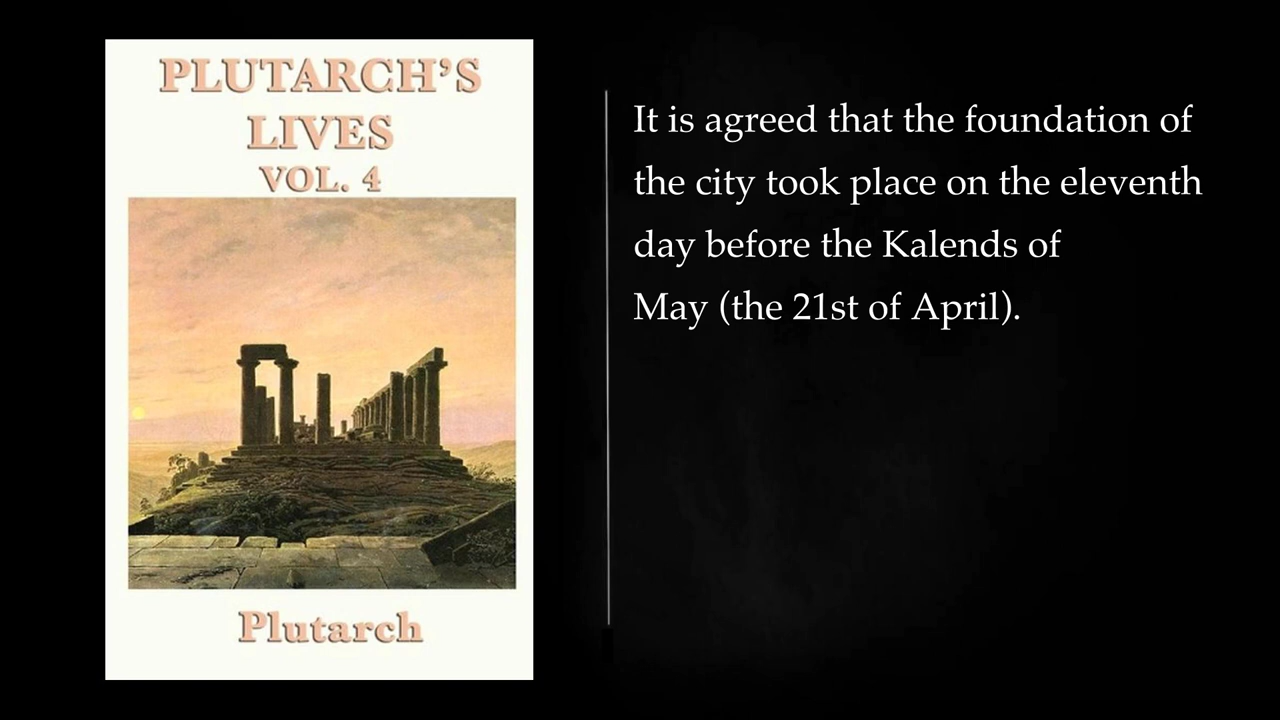 PLUTARCH'S
LIVES
VOL. 4
Plutarch
It is agreed that the foundation of
the city took place on the eleventh
day before the Kalends of
May (the 21st of April).